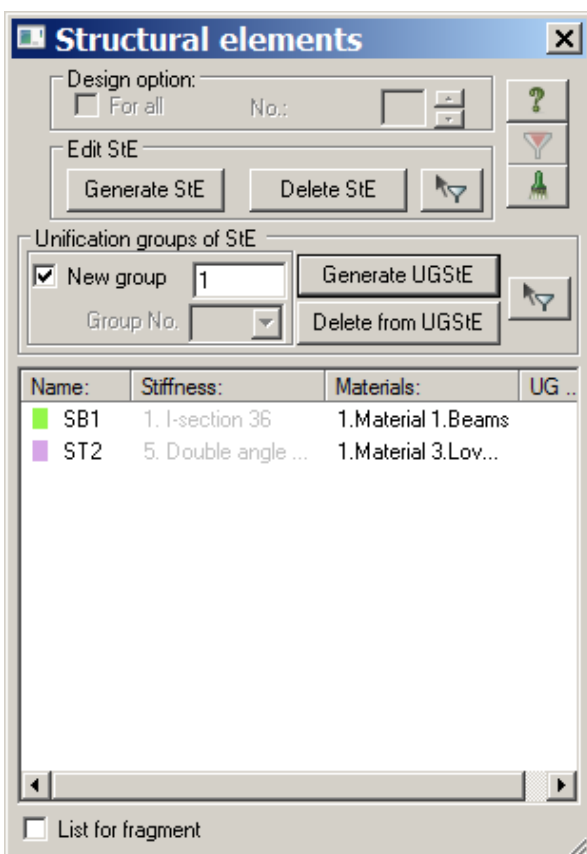 Structural elements
Design option:
For all No.:
Edit StE
Generate StE Delete StE
Unification groups of StE
New group 1 Generate UGStE
Group No. Delete from UGStE
Name: Stiffness: Materials: UG ..
SB1 1. I-section 36 1.Material 1.Beams
ST2 5. Double angle ... 1.Material 3.Lov...
List for fragment